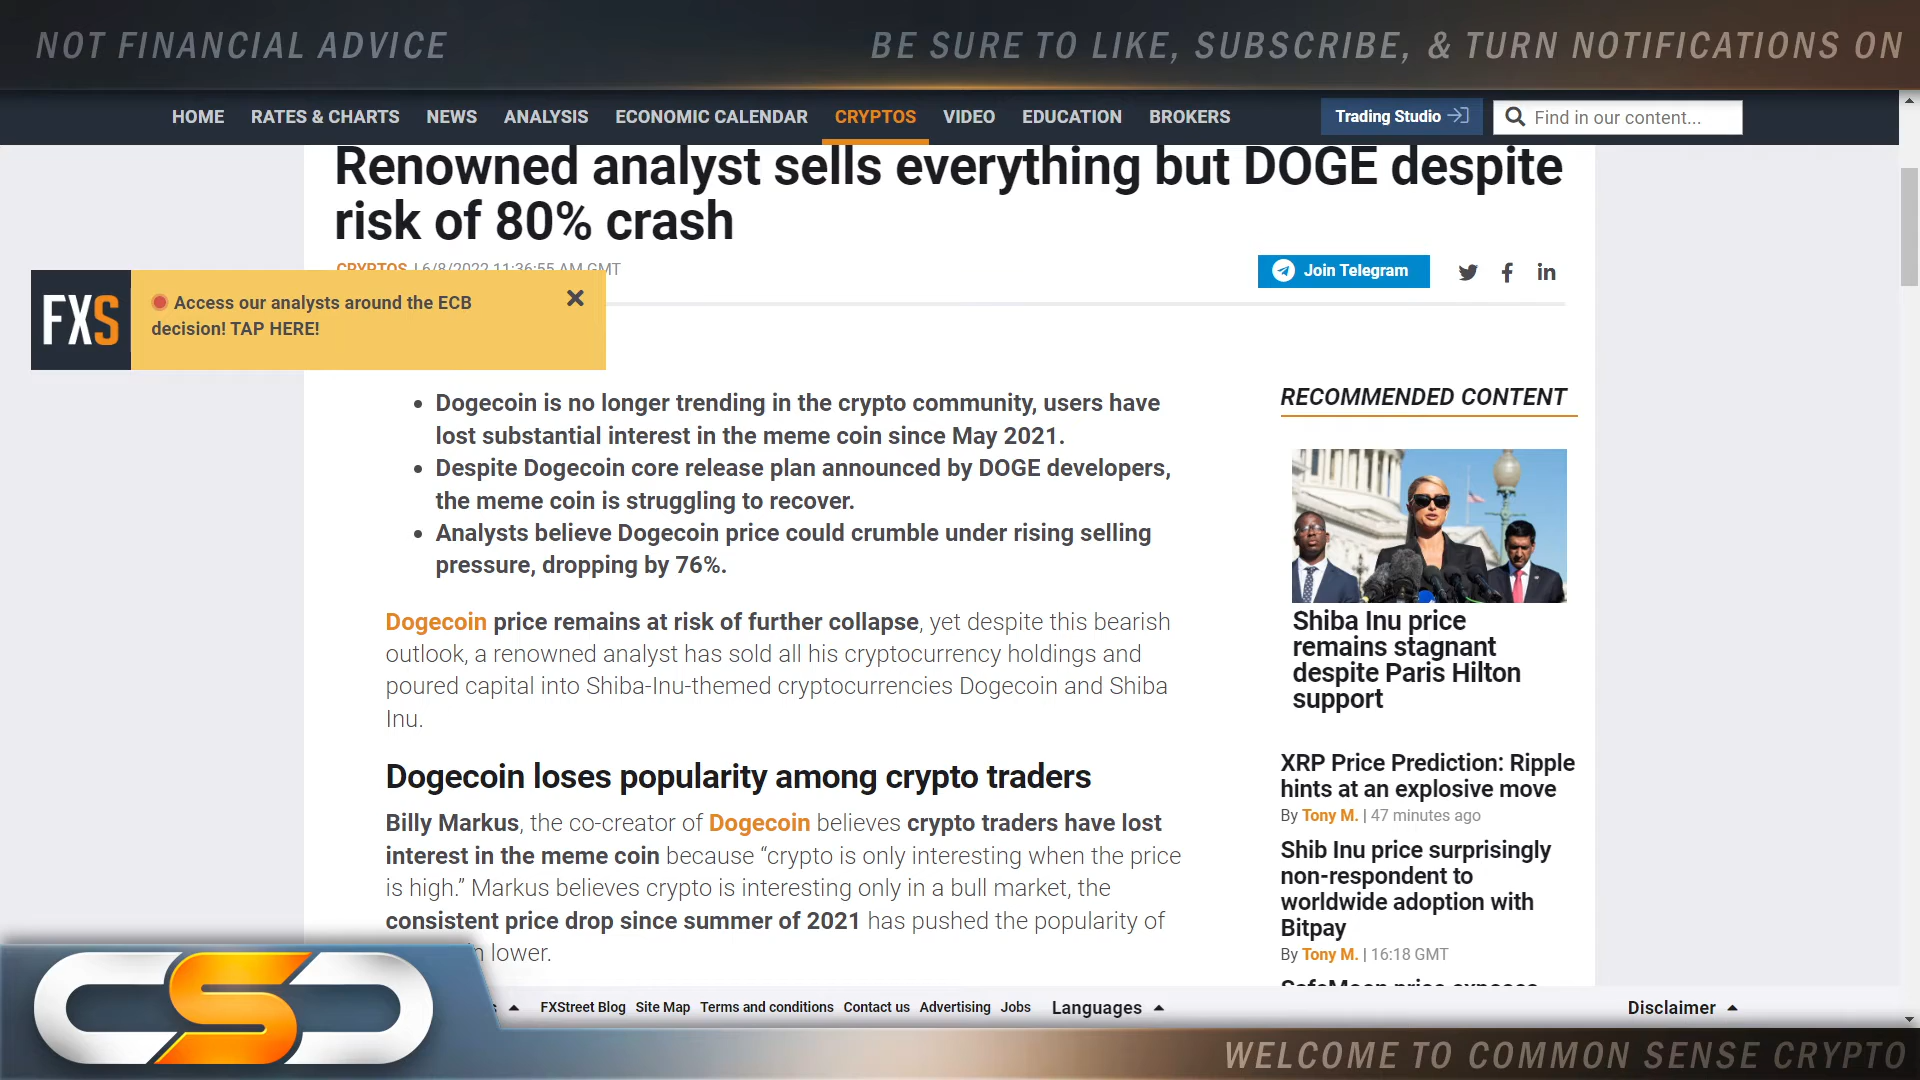 NOT FINANCIAL ADVICE
BE SURE TO LIKE, SUBSCRIBE, & TURN NOTIFICATIONS ON
HOME RATES & CHARTS NEWS ANALYSIS ECONOMIC CALENDAR CRYPTOS VIDEO EDUCATION BROKERS
Trading Studio
Find in our content...
Renowned analyst sells everything but DOGE despite
risk of 80% crash
CRYPTOS | 6/8/2022 11:36:55 AM GMT
Join Telegram
FXS
Access our analysts around the ECB
decision! TAP HERE!
• Dogecoin is no longer trending in the crypto community, users have
lost substantial interest in the meme coin since May 2021.
• Despite Dogecoin core release plan announced by DOGE developers,
the meme coin is struggling to recover.
• Analysts believe Dogecoin price could crumble under rising selling
pressure, dropping by 76%.
Dogecoin price remains at risk of further collapse, yet despite this bearish
outlook, a renowned analyst has sold all his cryptocurrency holdings and
poured capital into Shiba-Inu-themed cryptocurrencies Dogecoin and Shiba
Inu.
Dogecoin loses popularity among crypto traders
Billy Markus, the co-creator of Dogecoin believes crypto traders have lost
interest in the meme coin because “crypto is only interesting when the price
is high.” Markus believes crypto is interesting only in a bull market, the
consistent price drop since summer of 2021 has pushed the popularity of
lower.
RECOMMENDED CONTENT
Shiba Inu price
remains stagnant
despite Paris Hilton
support
XRP Price Prediction: Ripple
hints at an explosive move
By Tony M. | 47 minutes ago
Shib Inu price surprisingly
non-respondent to
worldwide adoption with
Bitpay
By Tony M. | 16:18 GMT
FXStreet Blog Site Map Terms and conditions Contact us Advertising Jobs Languages
Disclaimer
CSC
WELCOME TO COMMON SENSE CRYPTO